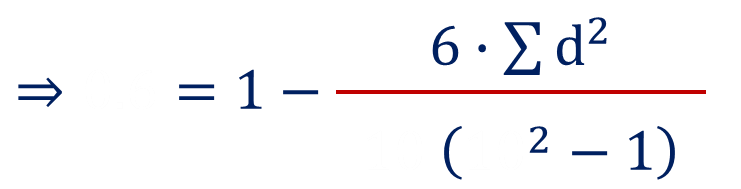 ⇒ = 1 − 6 · ∑ d²
( ² − 1)